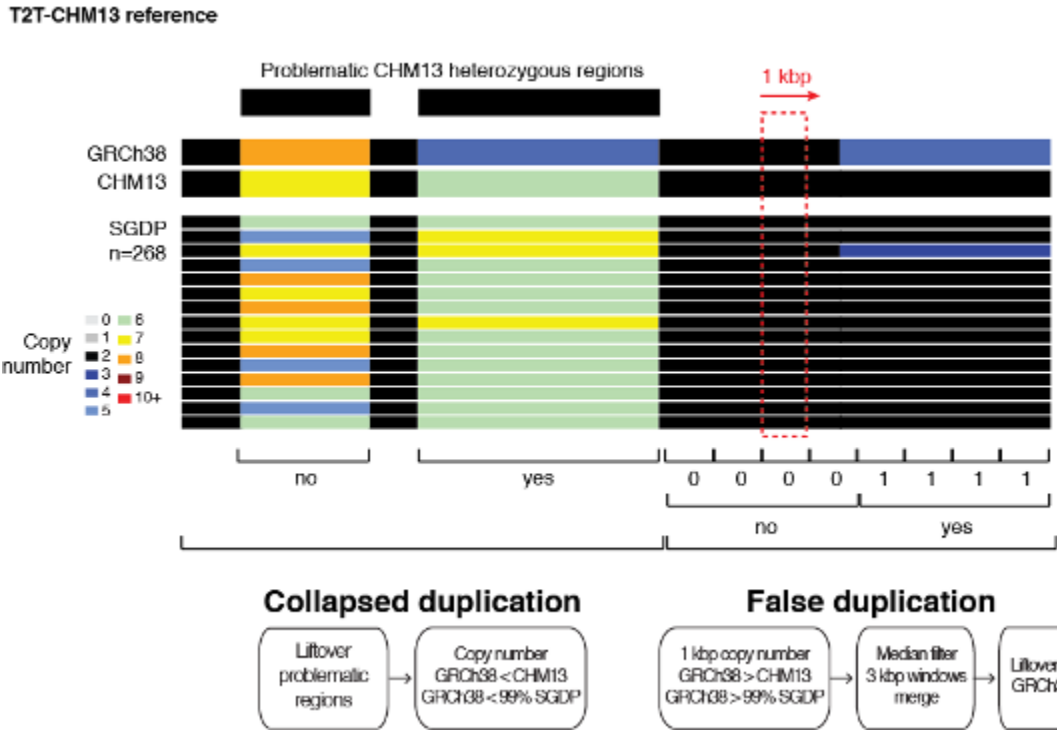 T2T-CHM13 reference
Problematic CHM13 heterozygous regions
1 kbp
GRCh38
CHM13
SGDP
n=268
Copy
number
0
1
2
3
4
5
6
7
8
9
10+
no
yes
0 0 0 0 1 1 1 1
no
yes
Collapsed duplication
False duplication
Liftover
problematic
regions
Copy number
GRCh38 < CHM13
GRCh38 < 99% SGDP
1 kbp copy number
GRCh38 > CHM13
GRCh38 > 99% SGDP
Median filter
3 kbp windows
merge
Liftover